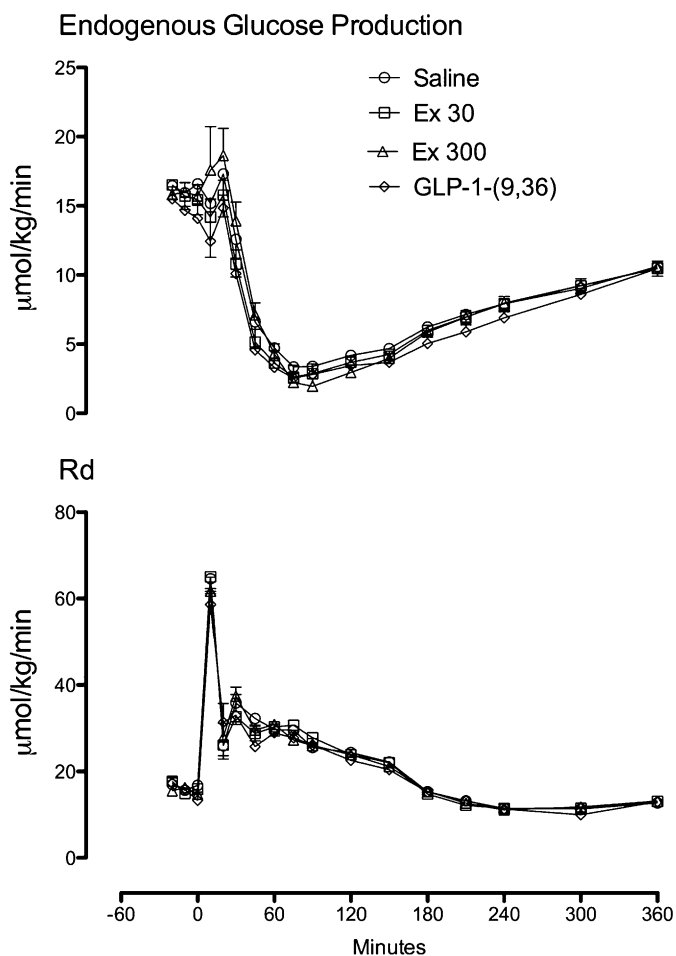 Endogenous Glucose Production
25
20
15
10
5
0
μmol/kg/min
Saline
Ex 30
Ex 300
GLP-1-(9,36)
Rd
80
60
40
20
0
μmol/kg/min
-60 0 60 120 180 240 300 360
Minutes